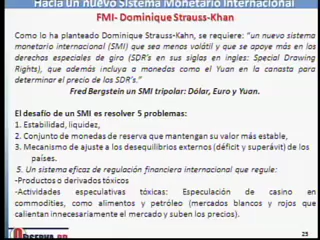 Hacia un nuevo Sistema Monetario Internacional
FMI- Dominique Strauss-Khan
Como lo ha planteado Dominique Strauss-Kahn, se requiere: "un nuevo sistema
monetario internacional (SMI) que sea menos volátil y que se apoye más en los
derechos especiales de giro (SDR's en sus siglas en ingles: Special Drawing
Rights), que además incluya a monedas como el Yuan en la canasta para
determinar el precio de los SDR's."
Fred Bergstein un SMI tripolar: Dólar, Euro y Yuan.
El desafío de un SMI es resolver 5 problemas:
1. Estabilidad, liquidez,
2. Conjunto de monedas de reserva que mantengan su valor más estable,
3. Mecanismo de ajuste a los desequilibrios externos (déficit y superávit) de los
países.
5. Un sistema eficaz de regulación financiera internacional que regule:
-Productos o derivados tóxicos
-Actividades especulativas tóxicas: Especulación de casino en
commodities, como alimentos y petróleo (mercados blancos y rojos que
calientan innecesariamente el mercado y suben los precios).
25